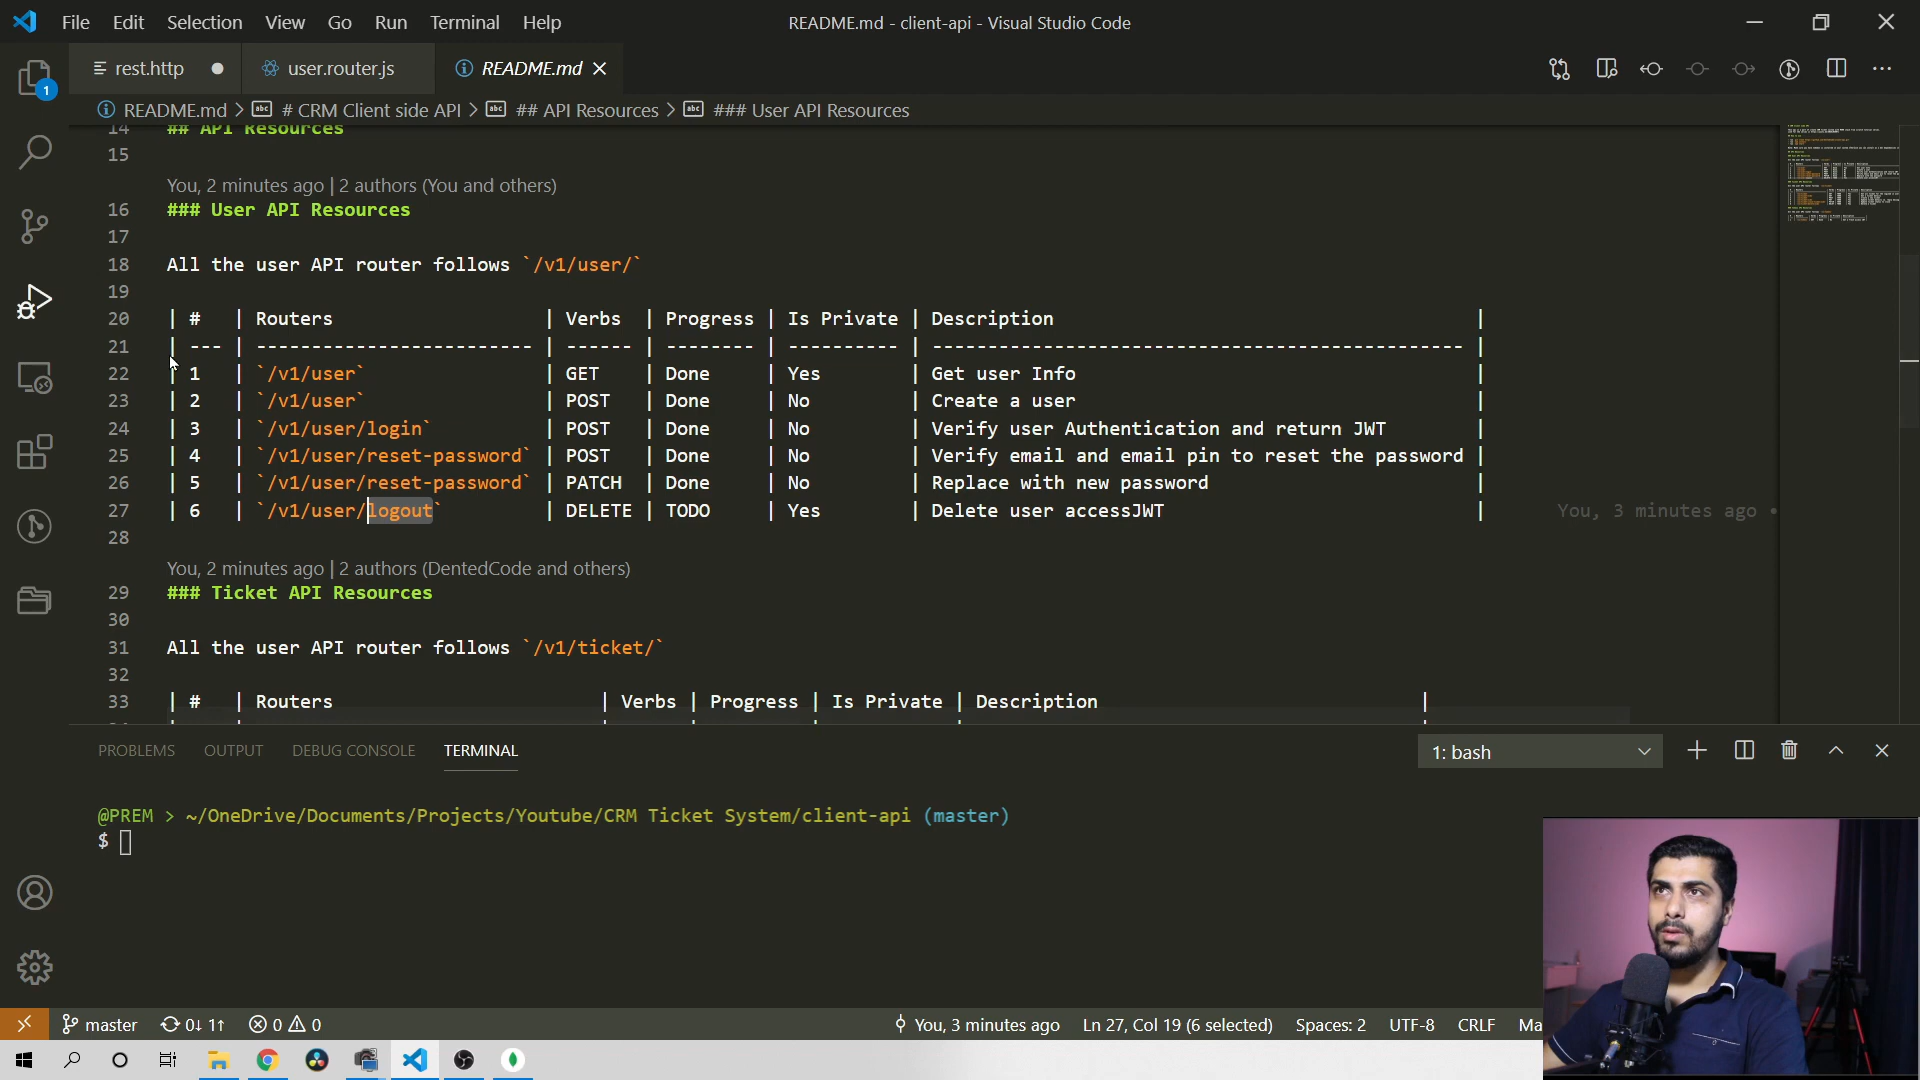 File Edit Selection View Go Run Terminal Help
README.md - client-api - Visual Studio Code
rest.http
user.router.js
README.md
README.md > # CRM Client side API > ## API Resources > ### User API Resources
14 ## API Resources
15
You, 2 minutes ago | 2 authors (You and others)
16 ### User API Resources
17
18 All the user API router follows `/v1/user/`
19
20 | # | Routers | Verbs | Progress | Is Private | Description |
21 | --- | ------------------------- | ------ | -------- | ---------- | ------------------------------------------------ |
22 | 1 | `/v1/user` | GET | Done | Yes | Get user Info |
23 | 2 | `/v1/user` | POST | Done | No | Create a user |
24 | 3 | `/v1/user/login` | POST | Done | No | Verify user Authentication and return JWT |
25 | 4 | `/v1/user/reset-password` | POST | Done | No | Verify email and email pin to reset the password |
26 | 5 | `/v1/user/reset-password` | PATCH | Done | No | Replace with new password |
27 | 6 | `/v1/user/logout` | DELETE | TODO | Yes | Delete user accessJWT | You, 3 minutes ago •
28
You, 2 minutes ago | 2 authors (DentedCode and others)
29 ### Ticket API Resources
30
31 All the user API router follows `/v1/ticket/`
32
33 | # | Routers | Verbs | Progress | Is Private | Description |
PROBLEMS OUTPUT DEBUG CONSOLE TERMINAL
1: bash
@PREM > ~/OneDrive/Documents/Projects/Youtube/CRM Ticket System/client-api (master)
$
master 0↓ 1↑ 0 0
You, 3 minutes ago Ln 27, Col 19 (6 selected) Spaces: 2 UTF-8 CRLF Ma
1